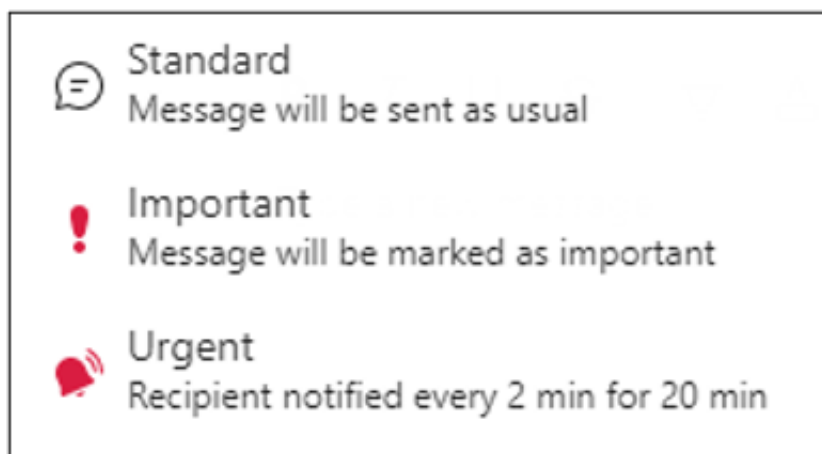 Standard
Message will be sent as usual
Important
Message will be marked as important
Urgent
Recipient notified every 2 min for 20 min